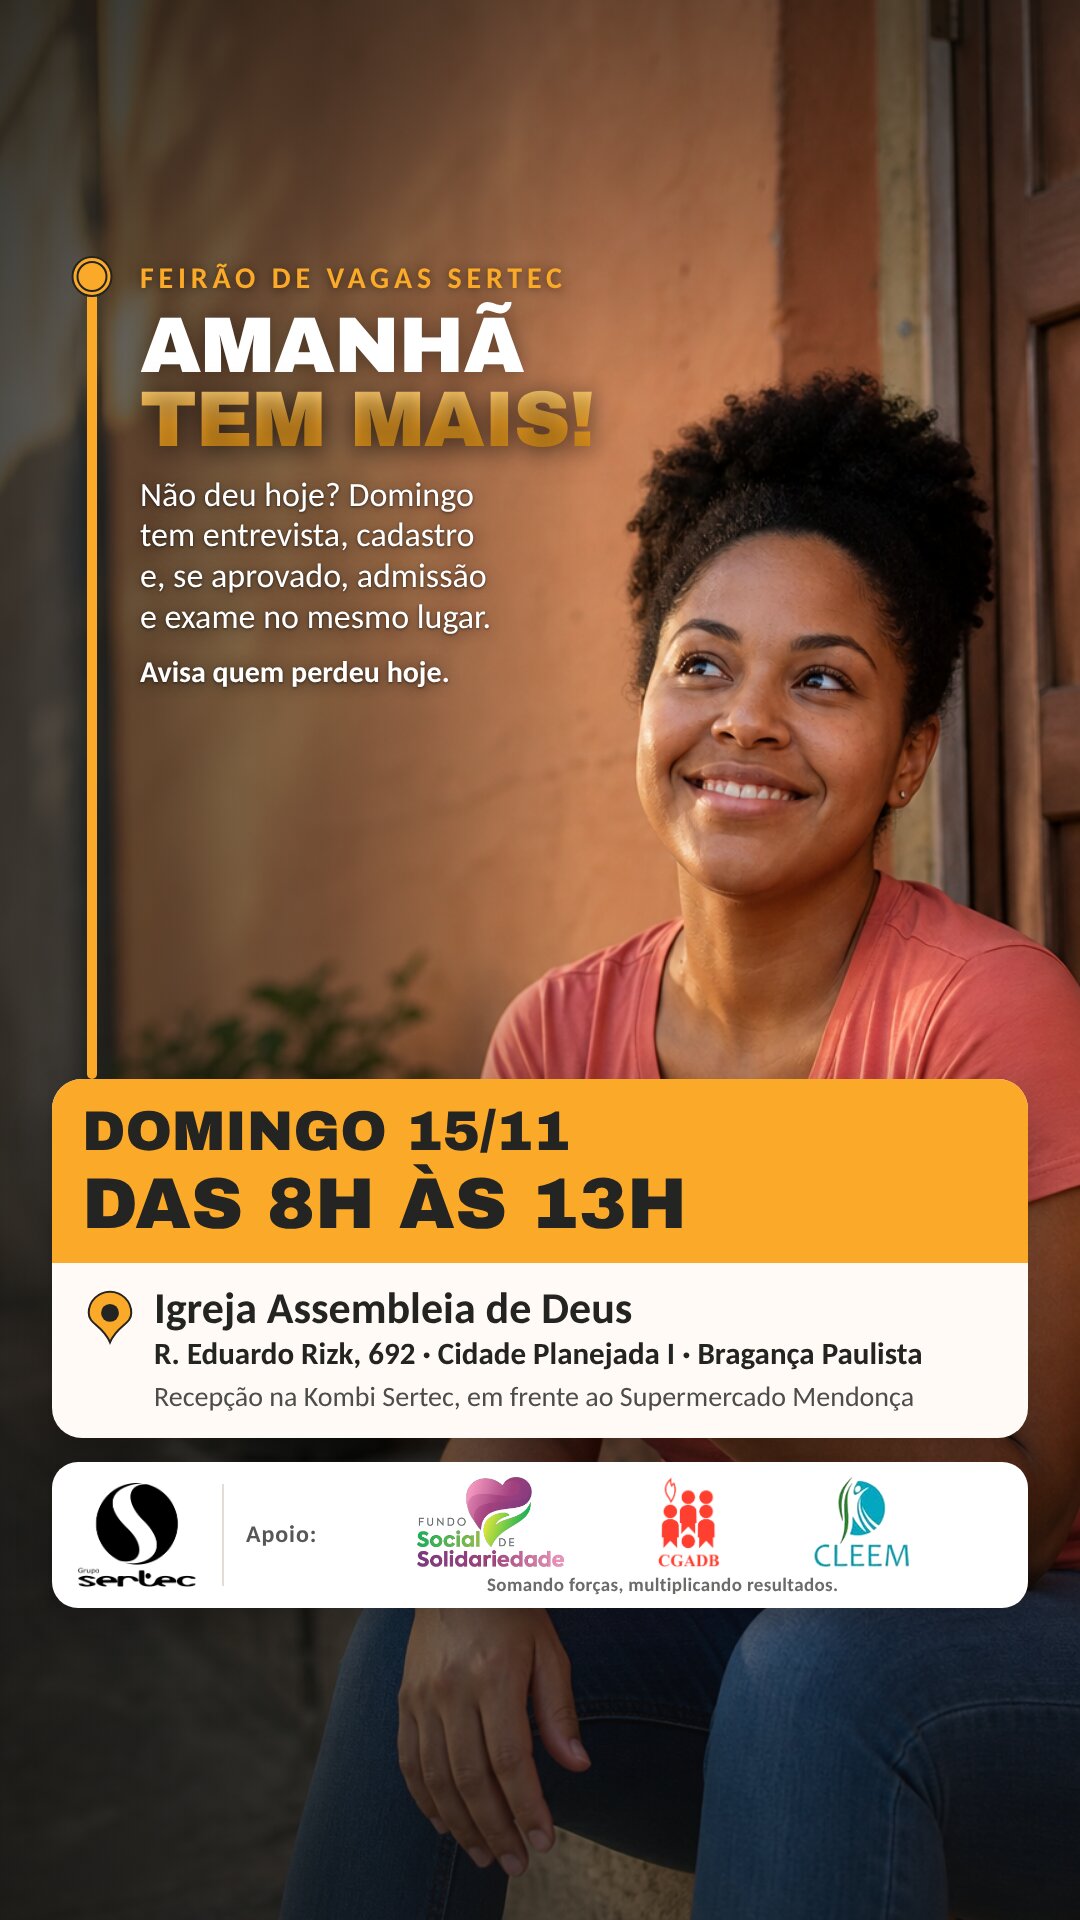 FEIRÃO DE VAGAS SERTEC
AMANHÃ
TEM MAIS!
Não deu hoje? Domingo
tem entrevista, cadastro
e, se aprovado, admissão
e exame no mesmo lugar.
Avisa quem perdeu hoje.
DOMINGO 15/11
DAS 8H ÀS 13H
Igreja Assembleia de Deus
R. Eduardo Rizk, 692 · Cidade Planejada I · Bragança Paulista
Recepção na Kombi Sertec, em frente ao Supermercado Mendonça
Grupo
sertec
Apoio:
FUNDO
Social DE
Solidariedade
CGADB
CLEEM
Somando forças, multiplicando resultados.